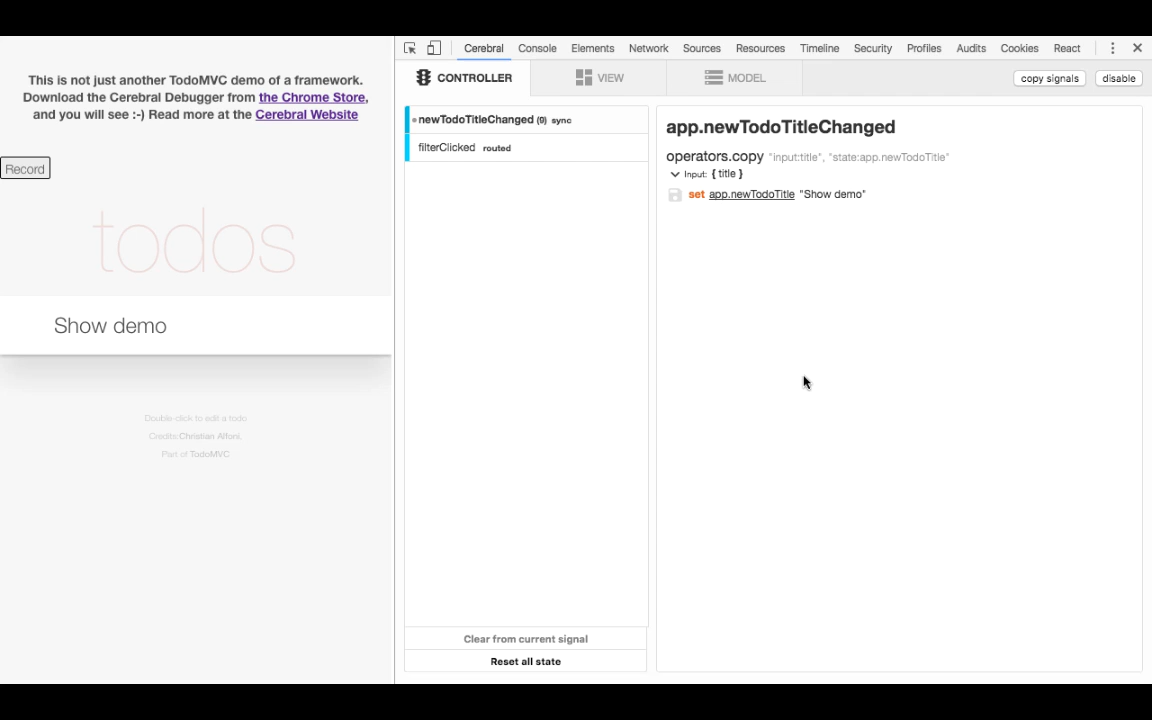 This is not just another TodoMVC demo of a framework.
Download the Cerebral Debugger from the Chrome Store,
and you will see :-) Read more at the Cerebral Website
Record
todos
Show demo
Double-click to edit a todo
Credits:Christian Alfoni,
Part of TodoMVC
Cerebral Console Elements Network Sources Resources Timeline Security Profiles Audits Cookies React
CONTROLLER VIEW MODEL copy signals disable
newTodoTitleChanged (9) sync
filterClicked routed
Clear from current signal
Reset all state
app.newTodoTitleChanged
operators.copy "input:title", "state:app.newTodoTitle"
Input: { title }
set app.newTodoTitle "Show demo"